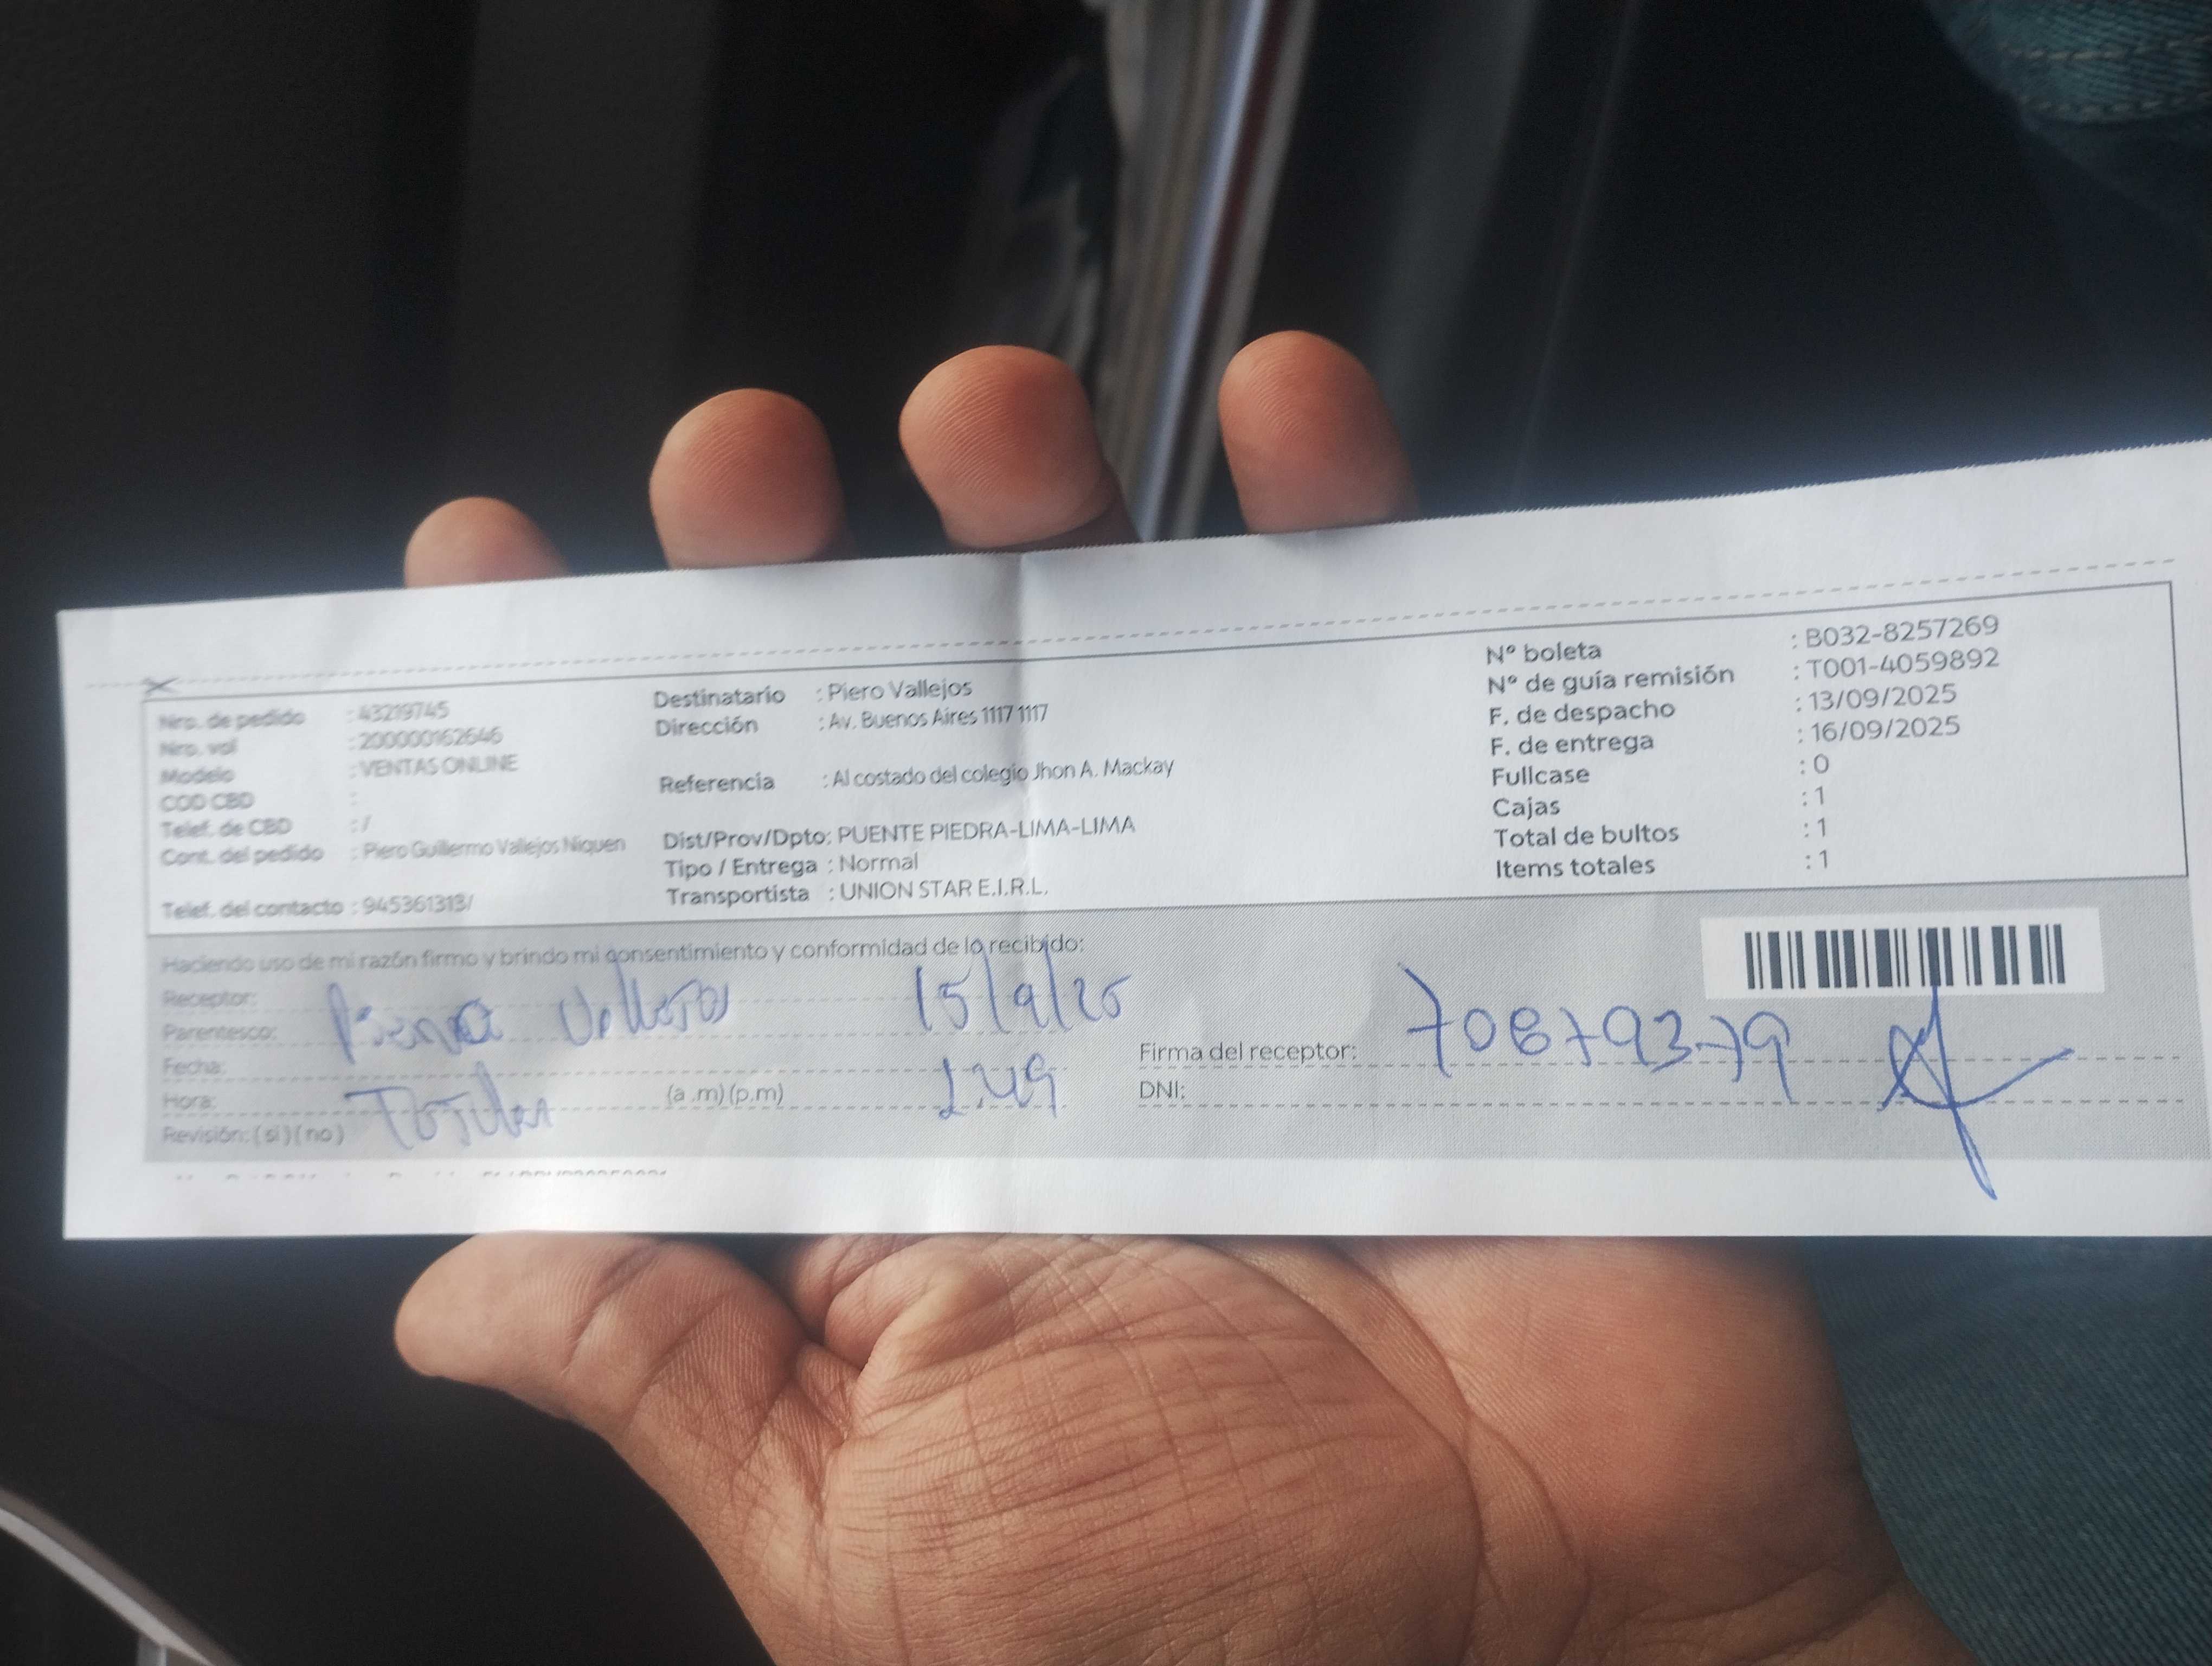 Nro. de pedido : 43219745
Nro. val : 200000162646
Modelo : VENTAS ONLINE
COD CBD :
Telef. de CBD : /
Cont. del pedido : Piero Guillermo Vallejos Niquen
Telef. del contacto : 945361313/
Destinatario : Piero Vallejos
Dirección : Av. Buenos Aires 1117 1117
Referencia : Al costado del colegio Jhon A. Mackay
Dist/Prov/Dpto: PUENTE PIEDRA-LIMA-LIMA
Tipo / Entrega : Normal
Transportista : UNION STAR E.I.R.L.
N° boleta : B032-8257269
N° de guía remisión : T001-4059892
F. de despacho : 13/09/2025
F. de entrega : 16/09/2025
Fullcase : 0
Cajas : 1
Total de bultos : 1
Items totales : 1
Haciendo uso de mi razón firmo y brindo mi consentimiento y conformidad de lo recibido:
Receptor:
Parentesco:
Fecha:
Hora: (a .m) (p.m)
Revisión: (si) (no)
15/9/25
Firma del receptor: 70679379
DNI: